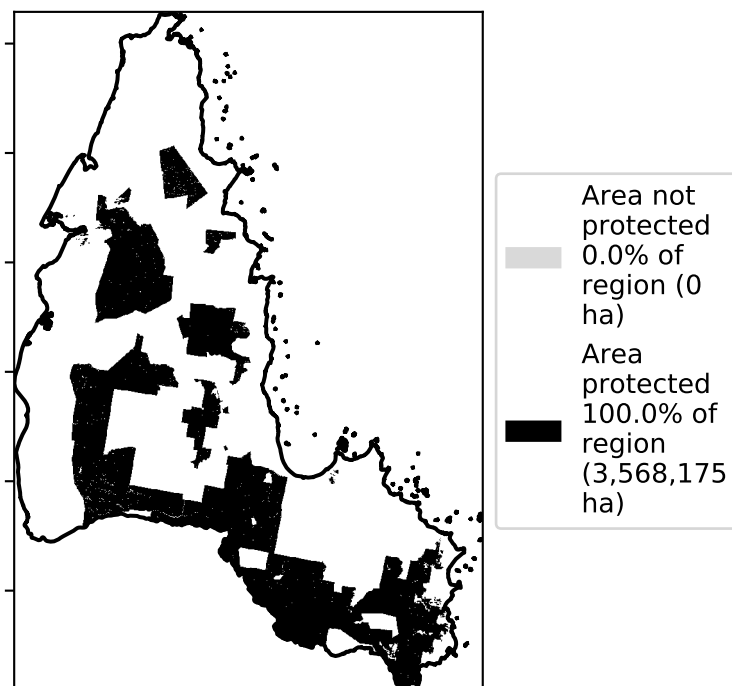 Area not
protected
0.0% of
region (0
ha)
Area
protected
100.0% of
region
(3,568,175
ha)